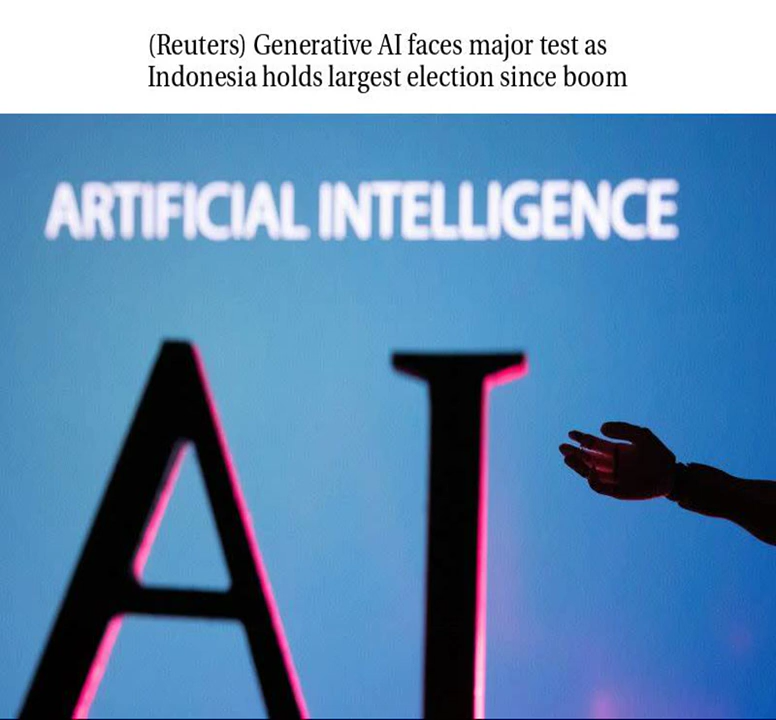 (Reuters) Generative AI faces major test as
Indonesia holds largest election since boom
ARTIFICIAL INTELLIGENCE
AI